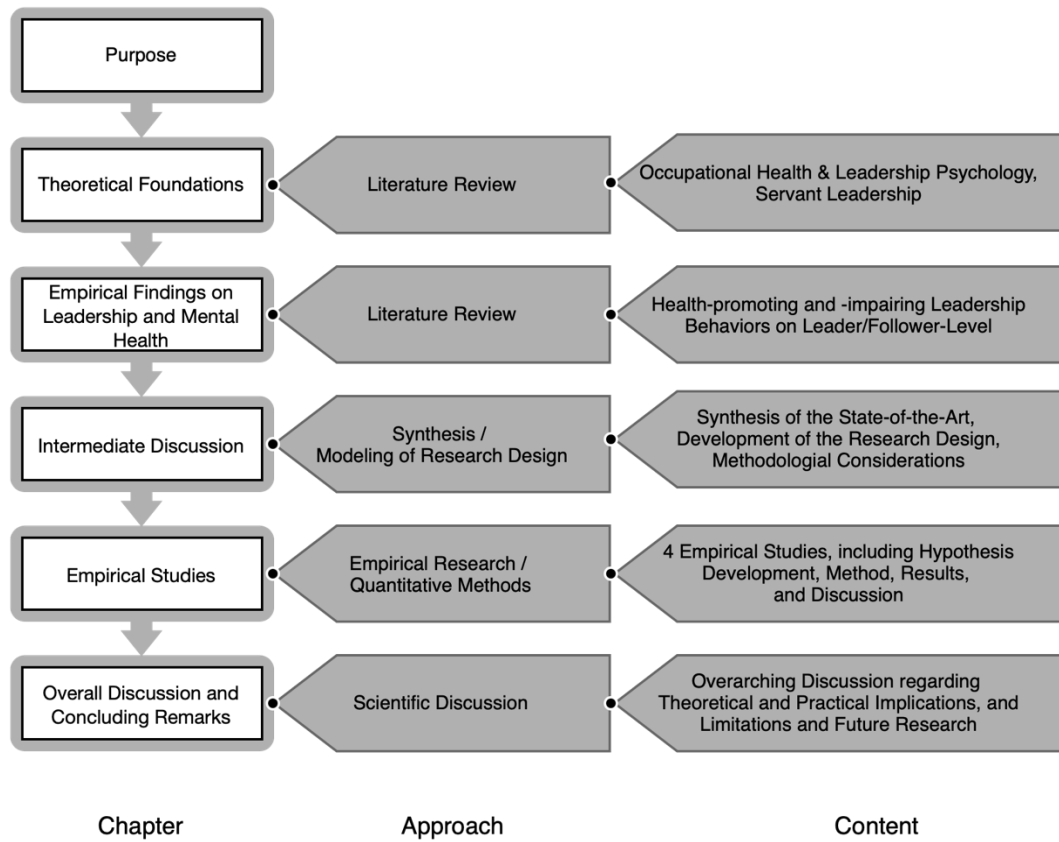 Purpose
Theoretical Foundations
Literature Review
Occupational Health & Leadership Psychology,
Servant Leadership
Empirical Findings on
Leadership and Mental
Health
Literature Review
Health-promoting and -impairing Leadership
Behaviors on Leader/Follower-Level
Intermediate Discussion
Synthesis /
Modeling of Research Design
Synthesis of the State-of-the-Art,
Development of the Research Design,
Methodologial Considerations
Empirical Studies
Empirical Research /
Quantitative Methods
4 Empirical Studies, including Hypothesis
Development, Method, Results,
and Discussion
Overall Discussion and
Concluding Remarks
Scientific Discussion
Overarching Discussion regarding
Theoretical and Practical Implications, and
Limitations and Future Research
Chapter
Approach
Content